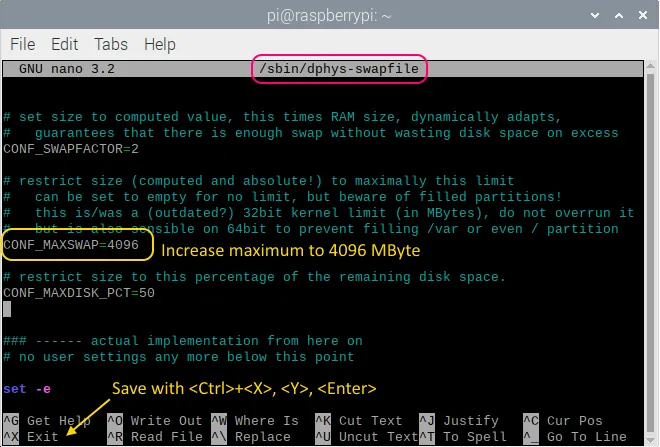 pi@raspberrypi: ~
File Edit Tabs Help
GNU nano 3.2 /sbin/dphys-swapfile
# set size to computed value, this times RAM size, dynamically adapts,
#   guarantees that there is enough swap without wasting disk space on excess
CONF_SWAPFACTOR=2
# restrict size (computed and absolute!) to maximally this limit
#   can be set to empty for no limit, but beware of filled partitions!
#   this is/was a (outdated?) 32bit kernel limit (in MBytes), do not overrun it
#   but is also sensible on 64bit to prevent filling /var or even / partition
CONF_MAXSWAP=4096
Increase maximum to 4096 MByte
# restrict size to this percentage of the remaining disk space.
CONF_MAXDISK_PCT=50
### ------ actual implementation from here on
# no user settings any more below this point
set -e
Save with <Ctrl>+<X>, <Y>, <Enter>
^G Get Help ^O Write Out ^W Where Is ^K Cut Text ^J Justify ^C Cur Pos
^X Exit ^R Read File ^\ Replace ^U Uncut Text ^T To Spell ^_ Go To Line